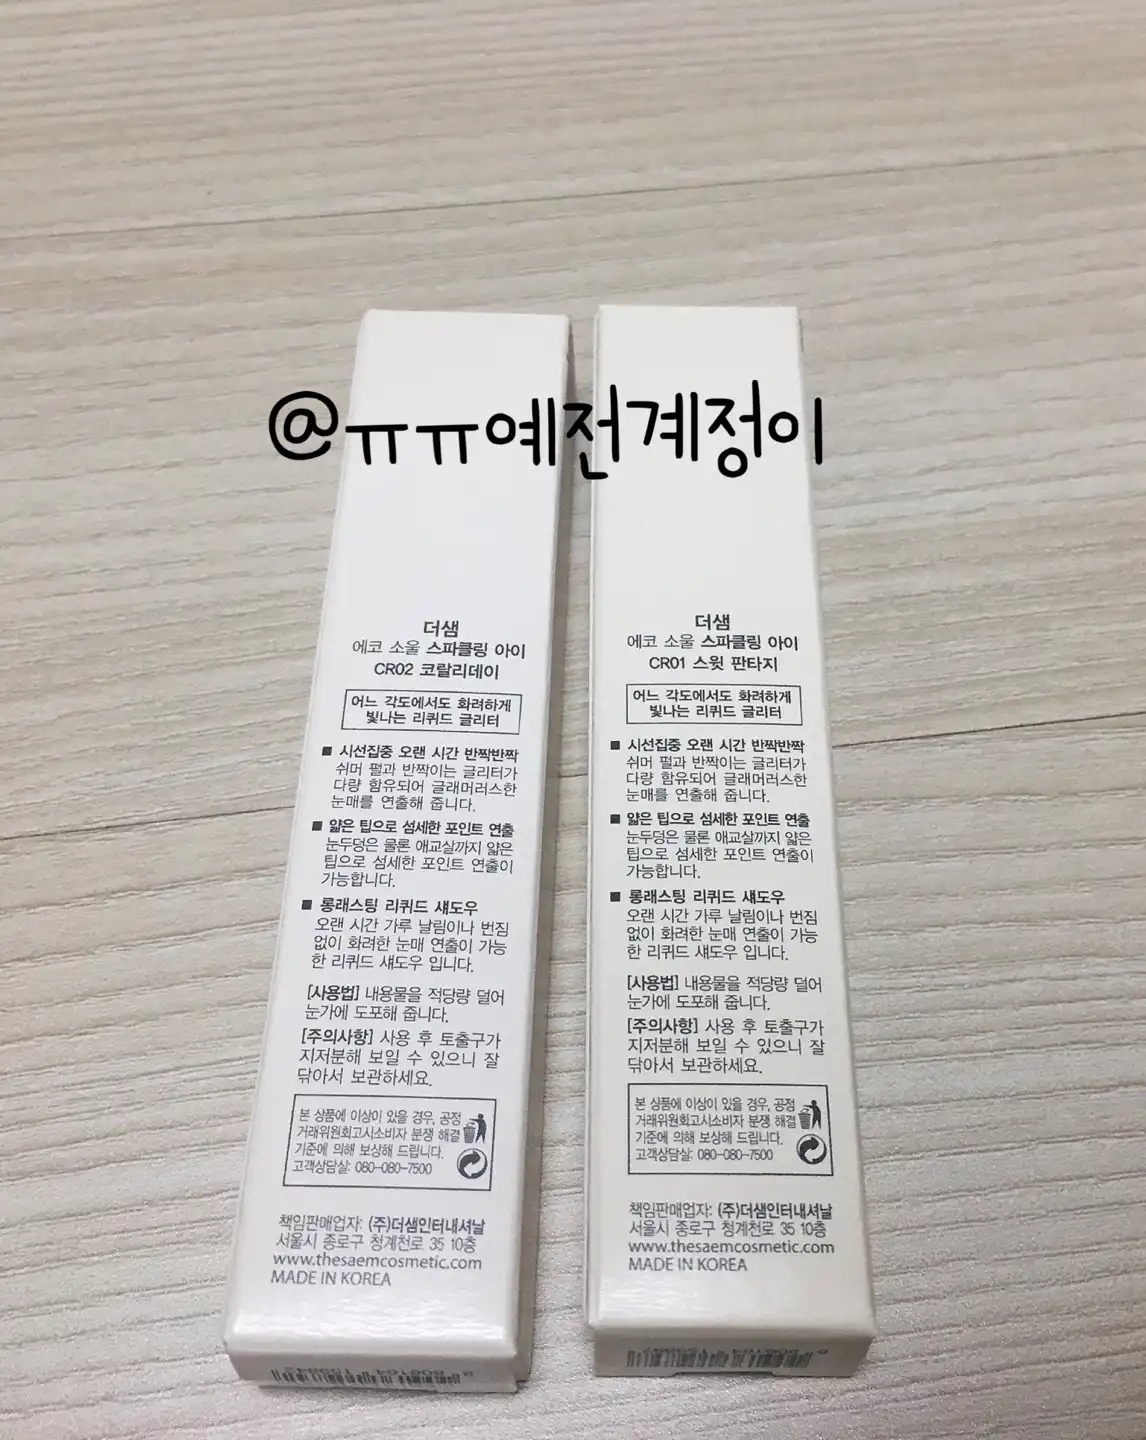 @ㅠㅠ예전계정이
더샘
에코 소울 스파클링 아이
CR02 코랄리데이
어느 각도에서도 화려하게
빛나는 리퀴드 글리터
■ 시선집중 오랜 시간 반짝반짝
쉬머 펄과 반짝이는 글리터가
다량 함유되어 글래머러스한
눈매를 연출해 줍니다.
■ 얇은 팁으로 섬세한 포인트 연출
눈두덩은 물론 애교살까지 얇은
팁으로 섬세한 포인트 연출이
가능합니다.
■ 롱래스팅 리퀴드 섀도우
오랜 시간 가루 날림이나 번짐
없이 화려한 눈매 연출이 가능
한 리퀴드 섀도우 입니다.
[사용법] 내용물을 적당량 덜어
눈가에 도포해 줍니다.
[주의사항] 사용 후 토출구가
지저분해 보일 수 있으니 잘
닦아서 보관하세요.
본 상품에 이상이 있을 경우, 공정
거래위원회고시소비자 분쟁 해결
기준에 의해 보상해 드립니다.
고객상담실: 080-080-7500
책임판매업자: (주)더샘인터내셔날
서울시 종로구 청계천로 35 10층
www.thesaemcosmetic.com
MADE IN KOREA
더샘
에코 소울 스파클링 아이
CR01 스윗 판타지
어느 각도에서도 화려하게
빛나는 리퀴드 글리터
■ 시선집중 오랜 시간 반짝반짝
쉬머 펄과 반짝이는 글리터가
다량 함유되어 글래머러스한
눈매를 연출해 줍니다.
■ 얇은 팁으로 섬세한 포인트 연출
눈두덩은 물론 애교살까지 얇은
팁으로 섬세한 포인트 연출이
가능합니다.
■ 롱래스팅 리퀴드 섀도우
오랜 시간 가루 날림이나 번짐
없이 화려한 눈매 연출이 가능
한 리퀴드 섀도우 입니다.
[사용법] 내용물을 적당량 덜어
눈가에 도포해 줍니다.
[주의사항] 사용 후 토출구가
지저분해 보일 수 있으니 잘
닦아서 보관하세요.
본 상품에 이상이 있을 경우, 공정
거래위원회고시소비자 분쟁 해결
기준에 의해 보상해 드립니다.
고객상담실: 080-080-7500
책임판매업자: (주)더샘인터내셔날
서울시 종로구 청계천로 35 10층
www.thesaemcosmetic.com
MADE IN KOREA